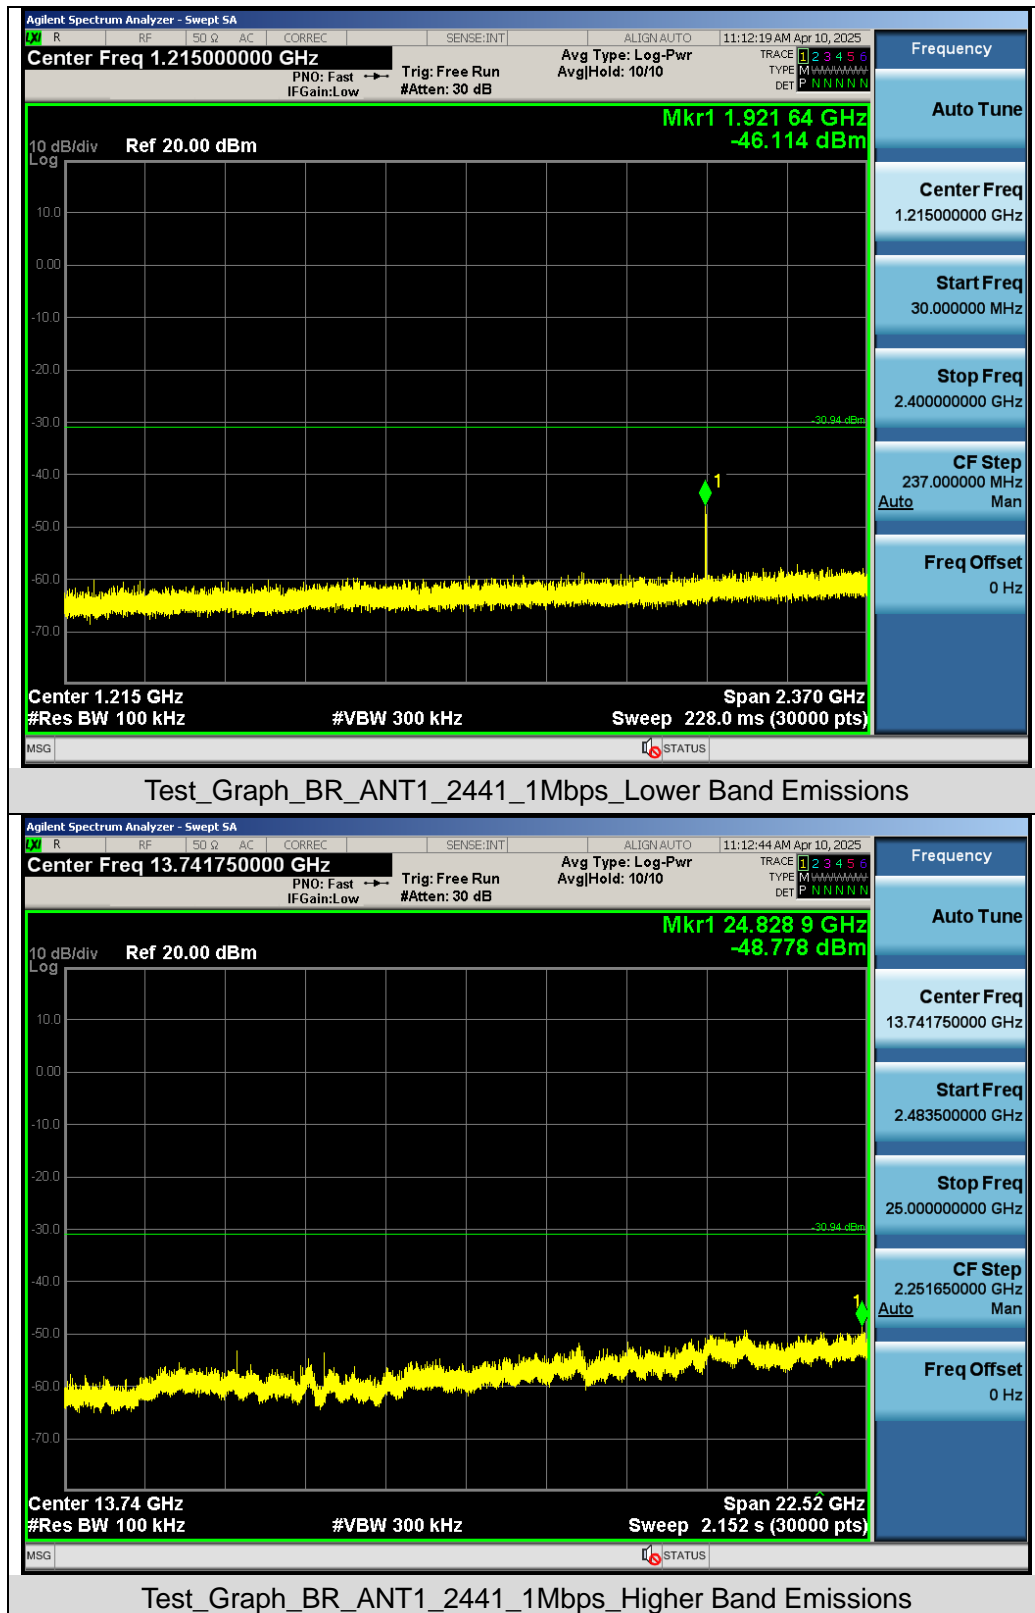 Agilent Spectrum Analyzer - Swept SA
LXI R RF 50 Ω AC CORREC SENSE:INT ALIGN AUTO 11:12:19 AM Apr 10, 2025
Center Freq 1.215000000 GHz
PNO: Fast
IFGain:Low
Trig: Free Run
#Atten: 30 dB
Avg Type: Log-Pwr
Avg|Hold: 10/10
TRACE 1 2 3 4 5 6
TYPE M
DET P N N N N N
Mkr1 1.921 64 GHz
-46.114 dBm
10 dB/div Ref 20.00 dBm
Log
10.0
0.00
-10.0
-20.0
-30.0
-30.94 dBm
-40.0
1
-50.0
-60.0
-70.0
Center 1.215 GHz Span 2.370 GHz
#Res BW 100 kHz #VBW 300 kHz Sweep 228.0 ms (30000 pts)
MSG STATUS
Frequency
Auto Tune
Center Freq
1.215000000 GHz
Start Freq
30.000000 MHz
Stop Freq
2.400000000 GHz
CF Step
237.000000 MHz
Auto Man
Freq Offset
0 Hz
Test_Graph_BR_ANT1_2441_1Mbps_Lower Band Emissions
Agilent Spectrum Analyzer - Swept SA
LXI R RF 50 Ω AC CORREC SENSE:INT ALIGN AUTO 11:12:44 AM Apr 10, 2025
Center Freq 13.741750000 GHz
PNO: Fast
IFGain:Low
Trig: Free Run
#Atten: 30 dB
Avg Type: Log-Pwr
Avg|Hold: 10/10
TRACE 1 2 3 4 5 6
TYPE M
DET P N N N N N
Mkr1 24.828 9 GHz
-48.778 dBm
10 dB/div Ref 20.00 dBm
Log
10.0
0.00
-10.0
-20.0
-30.0
-30.94 dBm
-40.0
1
-50.0
-60.0
-70.0
Center 13.74 GHz Span 22.52 GHz
#Res BW 100 kHz #VBW 300 kHz Sweep 2.152 s (30000 pts)
MSG STATUS
Frequency
Auto Tune
Center Freq
13.741750000 GHz
Start Freq
2.483500000 GHz
Stop Freq
25.000000000 GHz
CF Step
2.251650000 GHz
Auto Man
Freq Offset
0 Hz
Test_Graph_BR_ANT1_2441_1Mbps_Higher Band Emissions